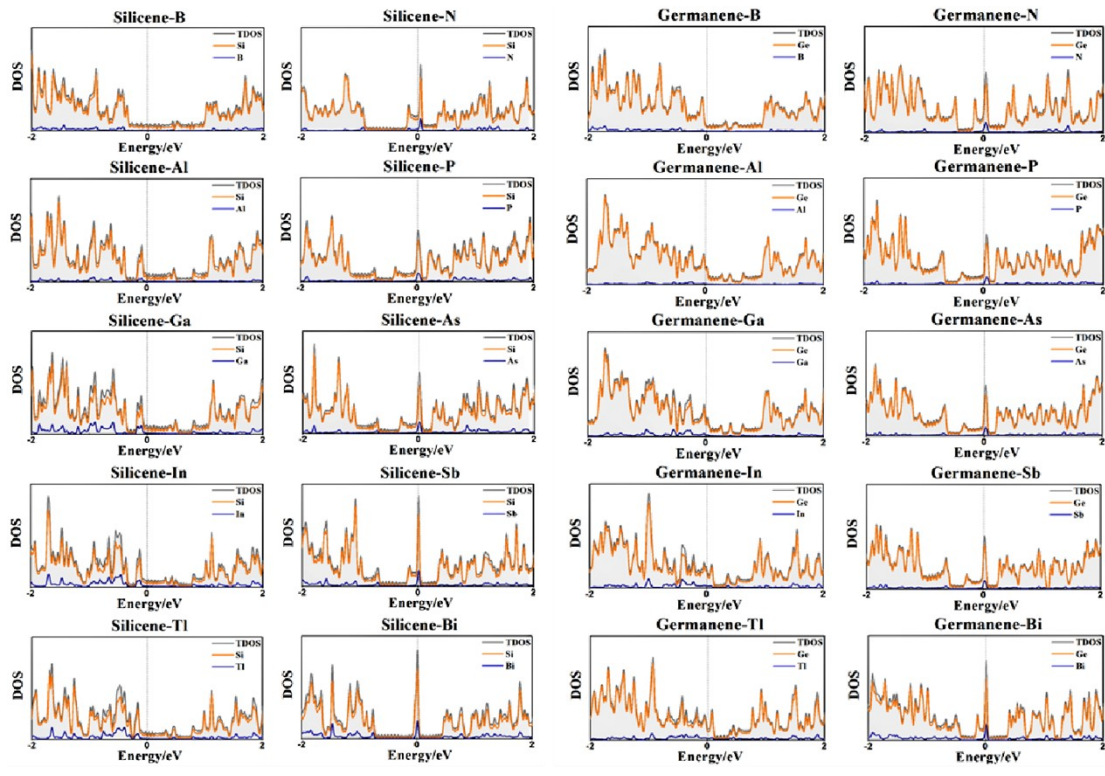 Silicene-B
DOS
TDOS
Si
B
-2 0 2
Energy/eV
Silicene-N
TDOS
Si
N
-2 0 2
Energy/eV
Germanene-B
DOS
TDOS
Ge
B
-2 0 2
Energy/eV
Germanene-N
DOS
TDOS
Ge
N
-2 0 2
Energy/eV
Silicene-Al
DOS
TDOS
Si
Al
-2 0 2
Energy/eV
Silicene-P
TDOS
Si
P
-2 0 2
Energy/eV
Germanene-Al
DOS
TDOS
Ge
Al
-2 0 2
Energy/eV
Germanene-P
DOS
TDOS
Ge
P
-2 0 2
Energy/eV
Silicene-Ga
DOS
TDOS
Si
Ga
-2 0 2
Energy/eV
Silicene-As
TDOS
Si
As
-2 0 2
Energy/eV
Germanene-Ga
DOS
TDOS
Ge
Ga
-2 0 2
Energy/eV
Germanene-As
DOS
TDOS
Ge
As
-2 0 2
Energy/eV
Silicene-In
DOS
TDOS
Si
In
-2 0 2
Energy/eV
Silicene-Sb
TDOS
Si
Sb
-2 0 2
Energy/eV
Germanene-In
DOS
TDOS
Ge
In
-2 0 2
Energy/eV
Germanene-Sb
DOS
TDOS
Ge
Sb
-2 0 2
Energy/eV
Silicene-Tl
DOS
TDOS
Si
Tl
-2 0 2
Energy/eV
Silicene-Bi
TDOS
Si
Bi
-2 0 2
Energy/eV
Germanene-Tl
DOS
TDOS
Ge
Tl
-2 0 2
Energy/eV
Germanene-Bi
DOS
TDOS
Ge
Bi
-2 0 2
Energy/eV